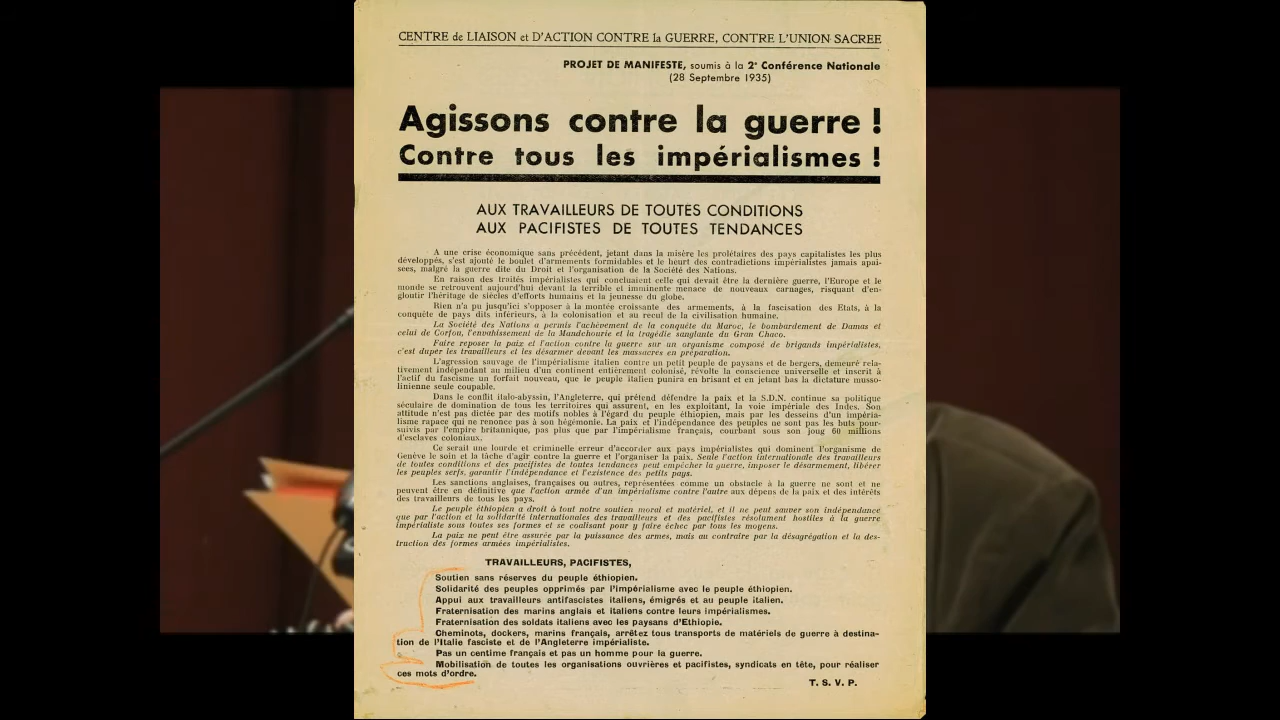 CENTRE de LIAISON et D'ACTION CONTRE la GUERRE, CONTRE L'UNION SACREE
PROJET DE MANIFESTE, soumis à la 2e Conférence Nationale
(28 Septembre 1935)
Agissons contre la guerre !
Contre tous les impérialismes !
AUX TRAVAILLEURS DE TOUTES CONDITIONS
AUX PACIFISTES DE TOUTES TENDANCES
A une crise économique sans précédent, jetant dans la misère les prolétaires des pays capitalistes les plus
développés, s'est ajouté le boulet d'armements formidables et le heurt des contradictions impérialistes jamais apai-
sees, malgré la guerre dite du Droit et l'organisation de la Société des Nations.
En raison des traités impérialistes qui concluaient celle qui devait être la dernière guerre, l'Europe et le
monde se retrouvent aujourd'hui devant la terrible et imminente menace de nouveaux carnages, risquant d'en-
gloutir l'héritage de siècles d'efforts humains et la jeunesse du globe.
Rien n'a pu jusqu'ici s'opposer à la montée croissante des armements, à la fascisation des Etats, à la
conquête de pays dits inférieurs, à la colonisation et au recul de la civilisation humaine.
La Société des Nations a permis l'achèvement de la conquête du Maroc, le bombardement de Damas et
celui de Corfou, l'envahissement de la Mandchourie et la tragédie sanglante du Gran Chaco.
Faire reposer la paix et l'action contre la guerre sur un organisme composé de brigands impérialistes,
c'est duper les travailleurs et les désarmer devant les massacres en préparation.
L'agression sauvage de l'impérialisme italien contre un petit peuple de paysans et de bergers, demeuré rela-
tivement indépendant au milieu d'un continent entièrement colonisé, révolte la conscience universelle et inscrit à
l'actif du fascisme un forfait nouveau, que le peuple italien punira en brisant et en jetant bas la dictature musso-
linienne seule coupable.
Dans le conflit italo-abyssin, l'Angleterre, qui prétend défendre la paix et la S.D.N. continue sa politique
séculaire de domination de tous les territoires qui assurent, en les exploitant, la voie impériale des Indes. Son
attitude n'est pas dictée par des motifs nobles à l'égard du peuple éthiopien, mais par les desseins d'un impéria-
lisme rapace qui ne renonce pas à son hégémonie. La paix et l'indépendance des peuples ne sont pas les buts pour-
suivis par l'empire britannique, pas plus que par l'impérialisme français, courbant sous son joug 60 millions
d'esclaves coloniaux.
Ce serait une lourde et criminelle erreur d'accorder aux pays impérialistes qui dominent l'organisme de
Genève le soin et la tâche d'agir contre la guerre et d'organiser la paix. Seule l'action internationale des travailleurs
de toutes conditions et des pacifistes de toutes tendances peut empêcher la guerre, imposer le désarmement, libérer
les peuples serfs, garantir l'indépendance et l'existence des petits pays.
Les sanctions anglaises, françaises ou autres, représentées comme un obstacle à la guerre ne sont et ne
peuvent être en définitive que l'action armée d'un impérialisme contre l'autre aux dépens de la paix et des intérêts
des travailleurs de tous les pays.
Le peuple éthiopien a droit à tout notre soutien moral et matériel, et il ne peut sauver son indépendance
que par l'action et la solidarité internationales des travailleurs et des pacifistes résolument hostiles à la guerre
impérialiste sous toutes ses formes et se coalisant pour y faire échec par tous les moyens.
La paix ne peut être assurée par la puissance des armes, mais au contraire par la désagrégation et la des-
truction des formes armées impérialistes.
TRAVAILLEURS, PACIFISTES,
Soutien sans réserves du peuple éthiopien.
Solidarité des peuples opprimés par l'impérialisme avec le peuple éthiopien.
Appui aux travailleurs antifascistes italiens, émigrés et au peuple italien.
Fraternisation des marins anglais et italiens contre leurs impérialismes.
Fraternisation des soldats italiens avec les paysans d'Ethiopie.
Cheminots, dockers, marins français, arrêtez tous transports de matériels de guerre à destina-
tion de l'Italie fasciste et de l'Angleterre impérialiste.
Pas un centime français et pas un homme pour la guerre.
Mobilisation de toutes les organisations ouvrières et pacifistes, syndicats en tête, pour réaliser
ces mots d'ordre.
T. S. V. P.